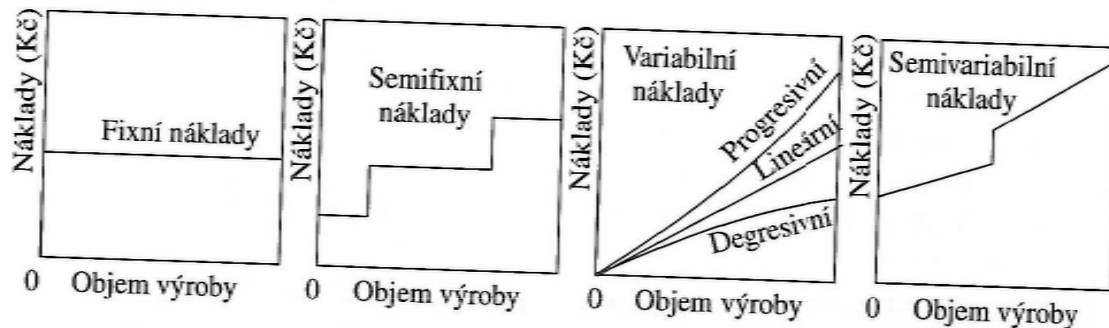 Náklady (Kč)
Fixní náklady
0 Objem výroby
Náklady (Kč)
Semifixní
náklady
0 Objem výroby
Náklady (Kč)
Variabilní
náklady
Progresivní
Lineární
Degresivní
0 Objem výroby
Náklady (Kč)
Semivariabilní
náklady
0 Objem výroby